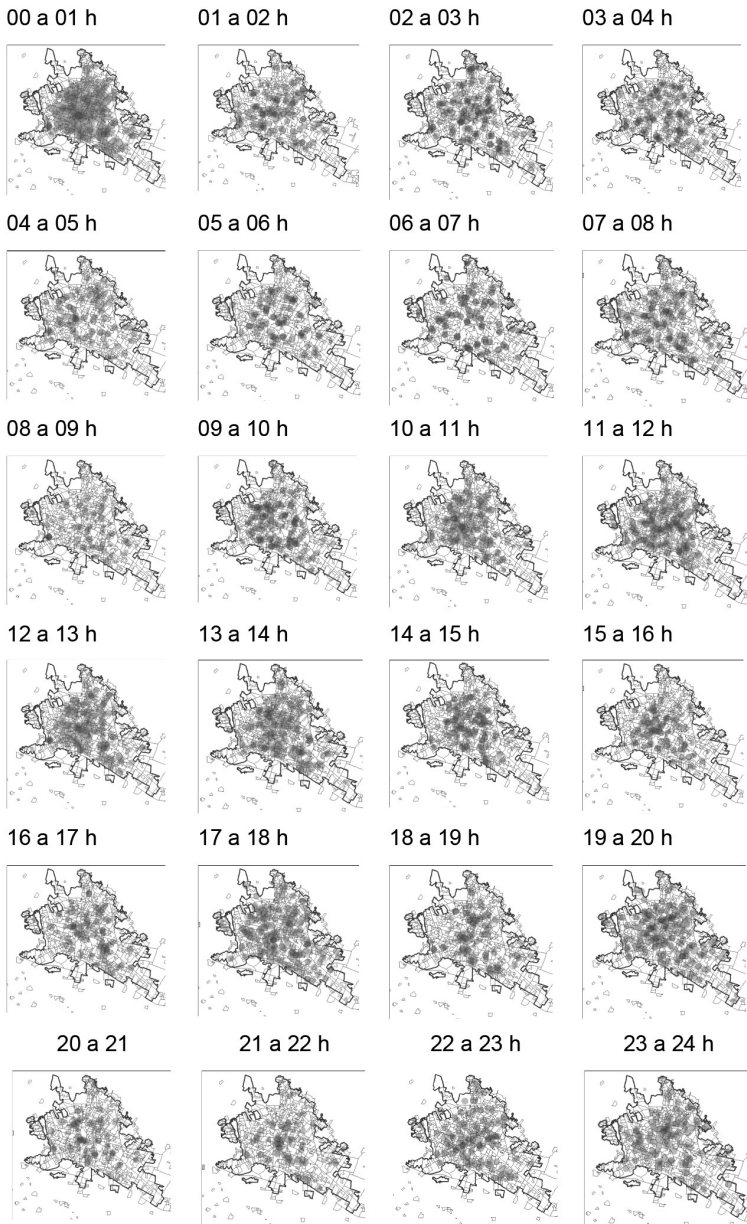 00 a 01 h
01 a 02 h
02 a 03 h
03 a 04 h
04 a 05 h
05 a 06 h
06 a 07 h
07 a 08 h
08 a 09 h
09 a 10 h
10 a 11 h
11 a 12 h
12 a 13 h
13 a 14 h
14 a 15 h
15 a 16 h
16 a 17 h
17 a 18 h
18 a 19 h
19 a 20 h
20 a 21
21 a 22 h
22 a 23 h
23 a 24 h